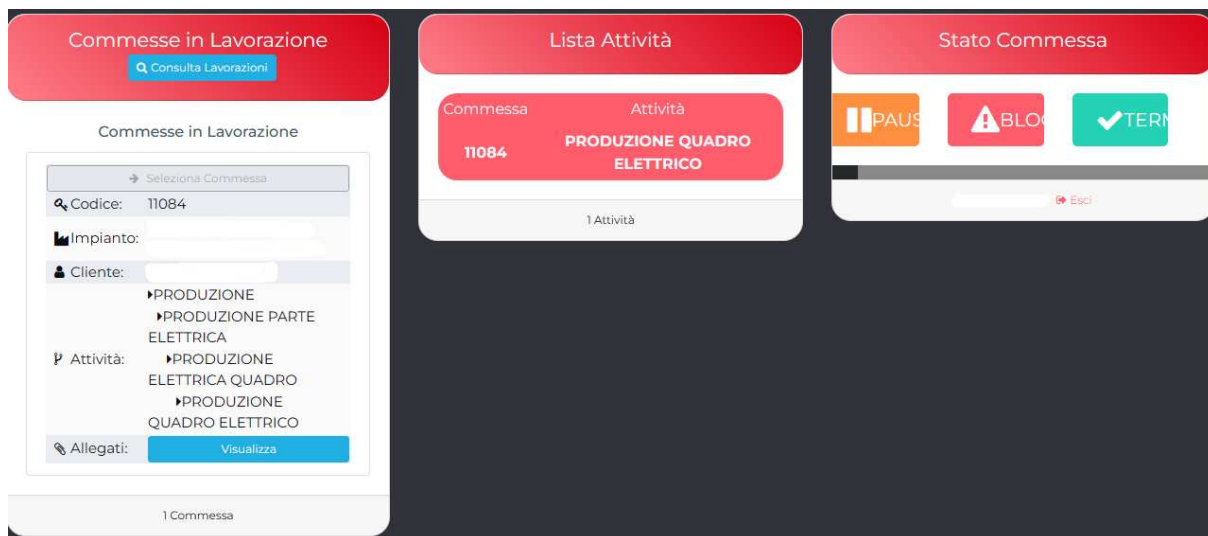 Commesse in Lavorazione
Consulta Lavorazioni
Commesse in Lavorazione
Seleziona Commessa
Codice: 11084
Impianto:
Cliente:
Attività:
PRODUZIONE
PRODUZIONE PARTE
ELETTRICA
PRODUZIONE
ELETTRICA QUADRO
PRODUZIONE
QUADRO ELETTRICO
Allegati: Visualizza
1 Commessa
Lista Attività
Commessa Attività
11084 PRODUZIONE QUADRO
ELETTRICO
1 Attività
Stato Commessa
PAUS BLOC TERM
Esci